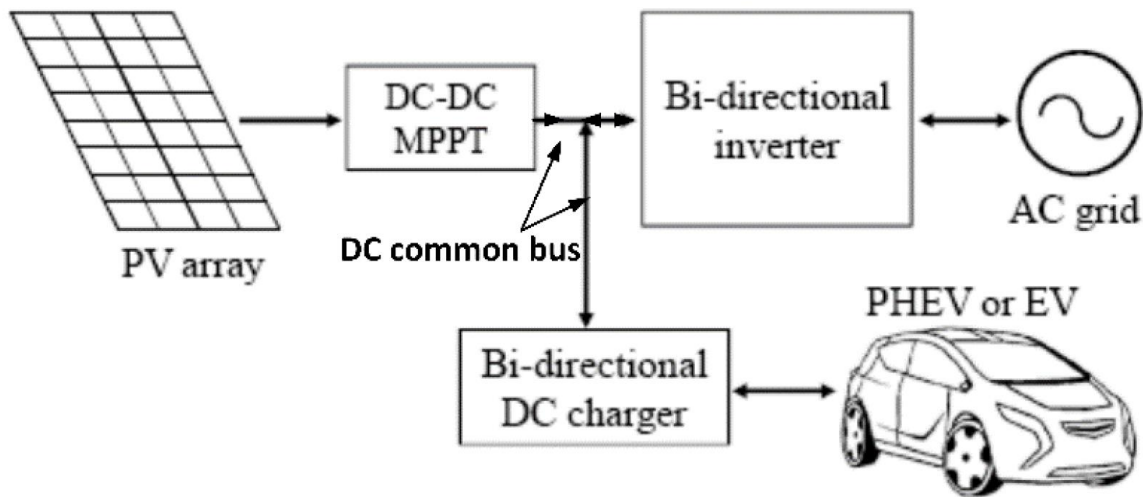 DC-DC
MPPT
Bi-directional
inverter
AC grid
PV array
DC common bus
PHEV or EV
Bi-directional
DC charger